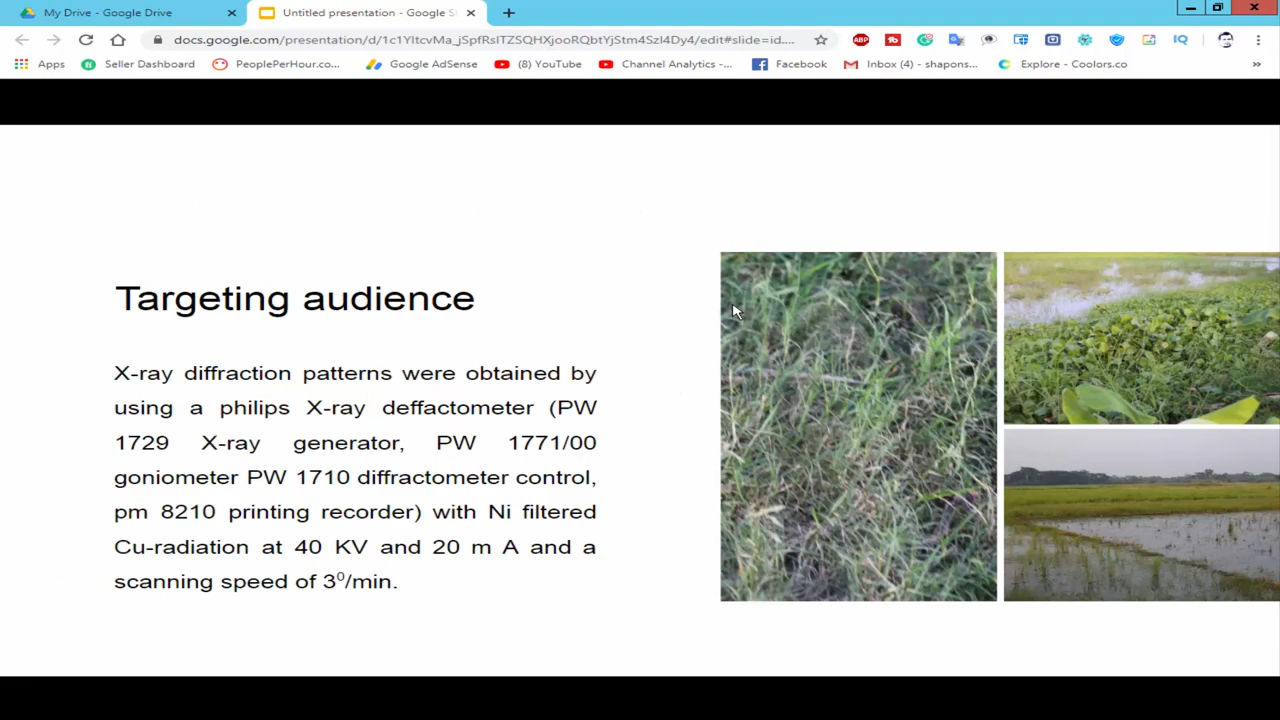 My Drive - Google Drive
Untitled presentation - Google S
docs.google.com/presentation/d/1c1YltcvMa_jSpfRslTZSQHXjooRQbtYjStm4Szl4Dy4/edit#slide=id....
ABP
IQ
Apps Seller Dashboard PeoplePerHour.co... Google AdSense (8) YouTube Channel Analytics -... Facebook Inbox (4) - shapons... Explore - Coolors.co »
Targeting audience
X-ray diffraction patterns were obtained by
using a philips X-ray deffactometer (PW
1729 X-ray generator, PW 1771/00
goniometer PW 1710 diffractometer control,
pm 8210 printing recorder) with Ni filtered
Cu-radiation at 40 KV and 20 m A and a
scanning speed of 3⁰/min.